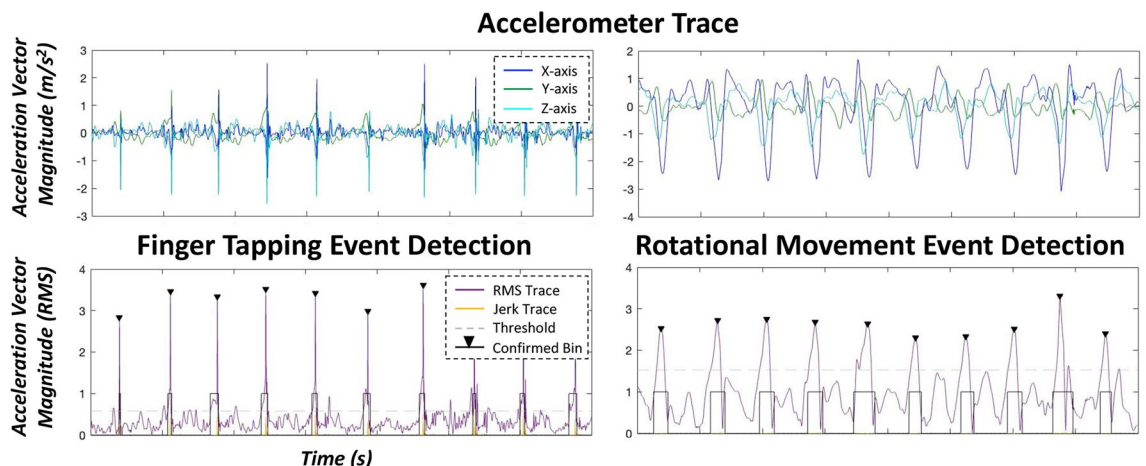 Accelerometer Trace
Acceleration Vector
Magnitude (m/s²)
3
2
1
0
-1
-2
-3
X-axis
Y-axis
Z-axis
2
1
0
-1
-2
-3
-4
Finger Tapping Event Detection
Rotational Movement Event Detection
Acceleration Vector
Magnitude (RMS)
4
3
2
1
0
RMS Trace
Jerk Trace
Threshold
Confirmed Bin
4
3
2
1
0
Time (s)